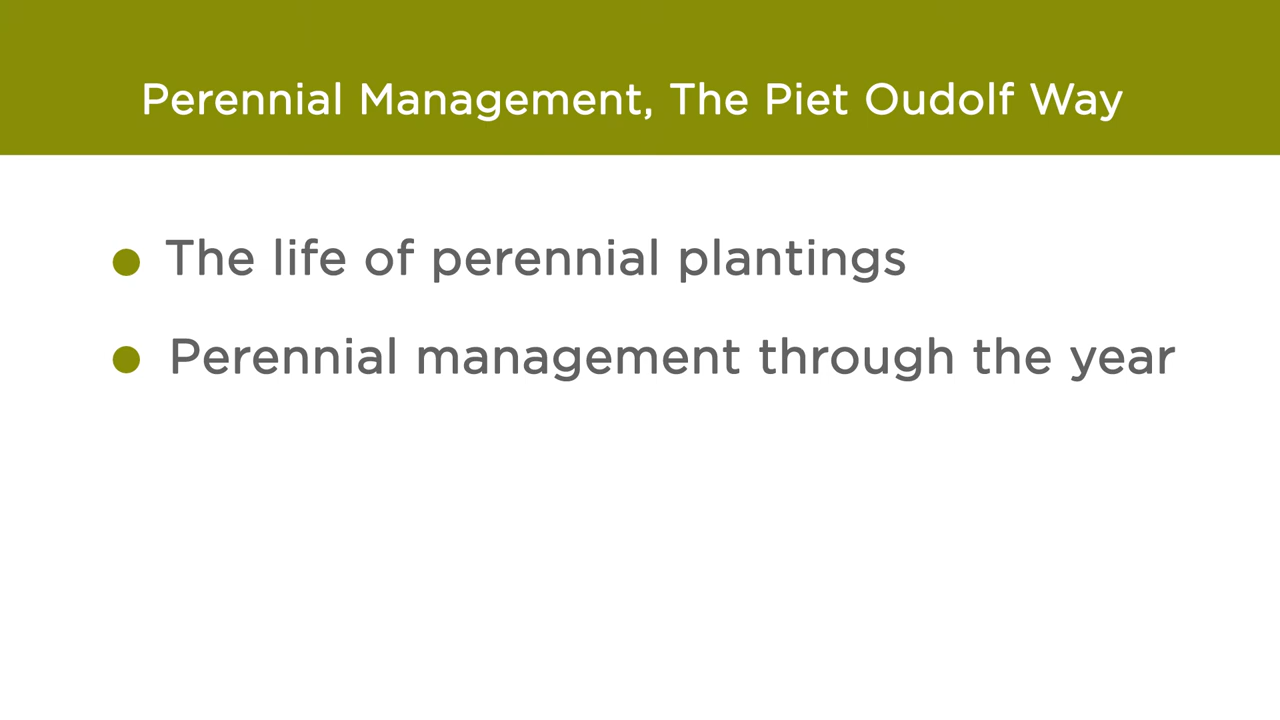 Perennial Management, The Piet Oudolf Way
The life of perennial plantings
Perennial management through the year